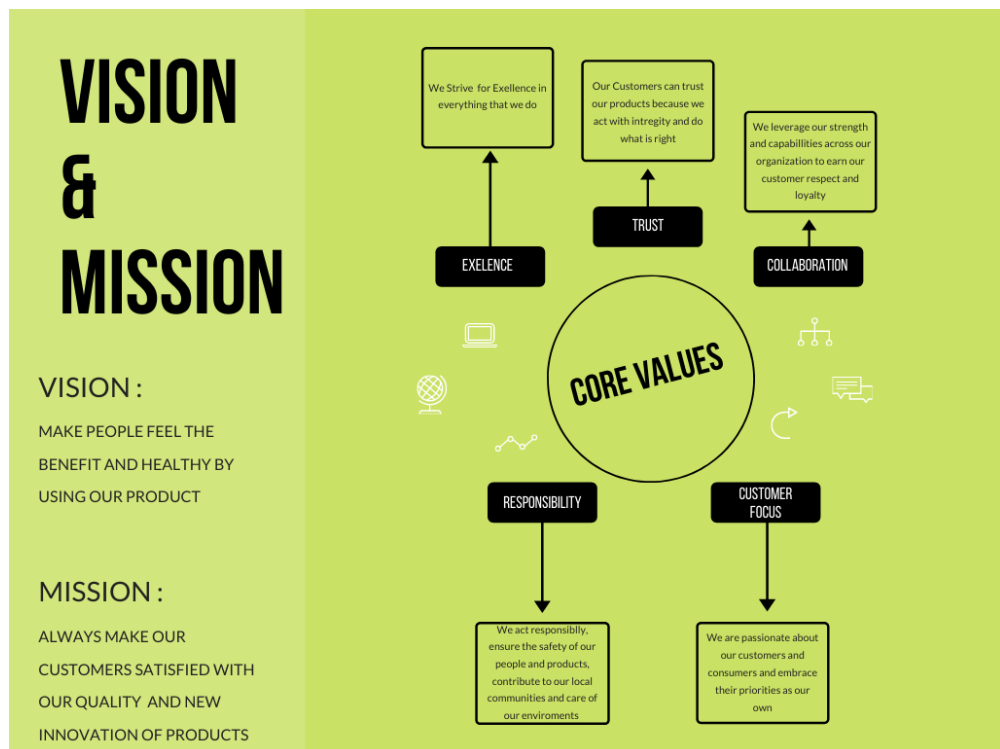 VISION
&
MISSION
VISION :
MAKE PEOPLE FEEL THE
BENEFIT AND HEALTHY BY
USING OUR PRODUCT
MISSION :
ALWAYS MAKE OUR
CUSTOMERS SATISFIED WITH
OUR QUALITY AND NEW
INNOVATION OF PRODUCTS
We Strive for Exellence in
everything that we do
EXELENCE
Our Customers can trust
our products because we
act with intregity and do
what is right
TRUST
We leverage our strength
and capabillities across our
organization to earn our
customer respect and
loyalty
COLLABORATION
CORE VALUES
RESPONSIBILITY
We act responsiblly,
ensure the safety of our
people and products,
contribute to our local
communities and care of
our enviroments
CUSTOMER
FOCUS
We are passionate about
our customers and
consumers and embrace
their priorities as our
own